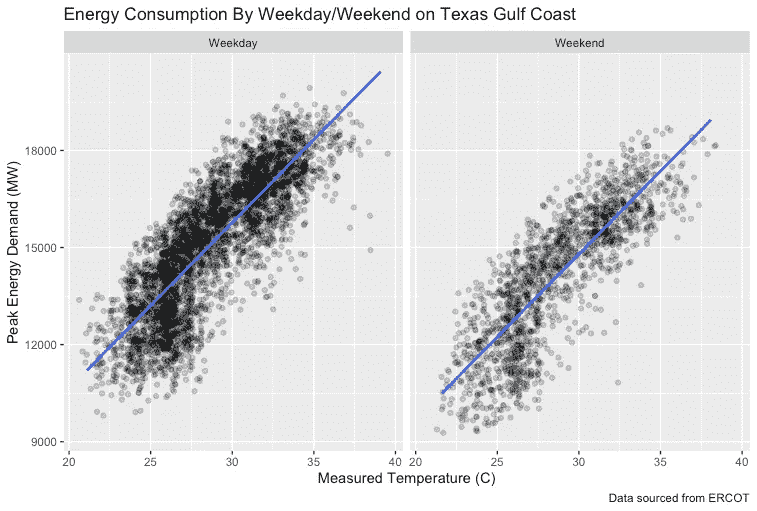 Energy Consumption By Weekday/Weekend on Texas Gulf Coast
Weekday
Weekend
Peak Energy Demand (MW)
18000
15000
12000
9000
20 25 30 35 40
20 25 30 35 40
Measured Temperature (C)
Data sourced from ERCOT